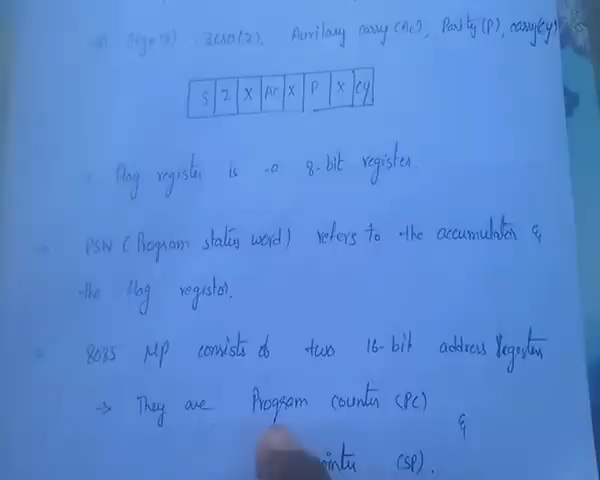 Sign(s) Zero(Z), Auxilary carry(Ac), Parity(P), carry(cy)
S Z X Ac X P X Cy
Flag register is a 8-bit register.
PSW (Program status word) refers to the accumulator &
the flag register.
8085 MP consists of two 16-bit address Registers
→ They are Program counter (PC)
&
(SP).